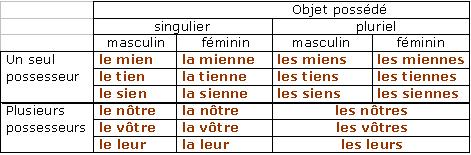 Objet possédé
singulier pluriel
masculin féminin masculin féminin
Un seul le mien la mienne les miens les miennes
possesseur le tien la tienne les tiens les tiennes
le sien la sienne les siens les siennes
Plusieurs le nôtre la nôtre les nôtres
possesseurs le vôtre la vôtre les vôtres
le leur la leur les leurs